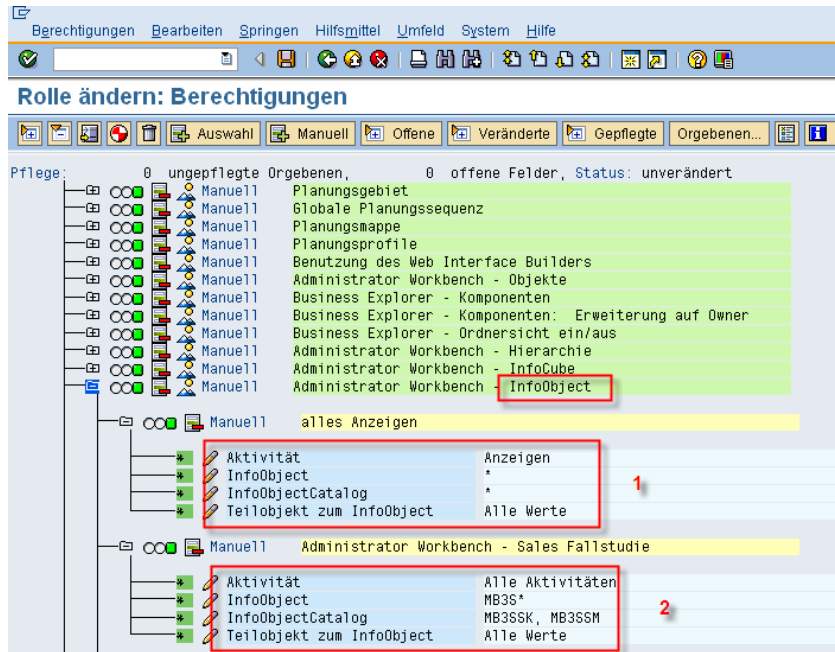 Berechtigungen Bearbeiten Springen Hilfsmittel Umfeld System Hilfe
Rolle ändern: Berechtigungen
Auswahl Manuell Offene Veränderte Gepflegte Orgebenen...
Pflege: 0 ungepflegte Orgebenen, 0 offene Felder, Status: unverändert
Manuell Planungsgebiet
Manuell Globale Planungssequenz
Manuell Planungsmappe
Manuell Planungsprofile
Manuell Benutzung des Web Interface Builders
Manuell Administrator Workbench - Objekte
Manuell Business Explorer - Komponenten
Manuell Business Explorer - Komponenten: Erweiterung auf Owner
Manuell Business Explorer - Ordnersicht ein/aus
Manuell Administrator Workbench - Hierarchie
Manuell Administrator Workbench - InfoCube
Manuell Administrator Workbench - InfoObject
Manuell alles Anzeigen
Aktivität Anzeigen
InfoObject *
InfoObjectCatalog *
Teilobjekt zum InfoObject Alle Werte
1
Manuell Administrator Workbench - Sales Fallstudie
Aktivität Alle Aktivitäten
InfoObject MB3S*
InfoObjectCatalog MB3SSK, MB3SSM
Teilobjekt zum InfoObject Alle Werte
2